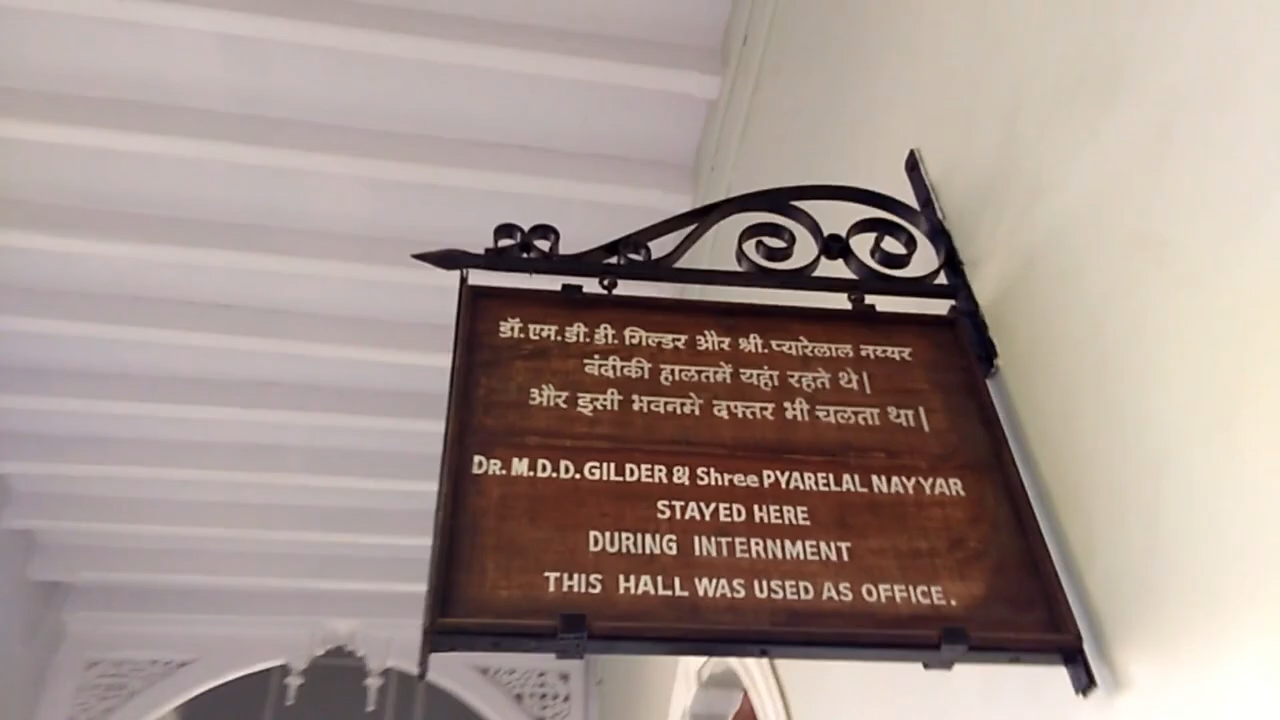 डॉ.एम.डी.डी. गिल्डर और श्री.प्यारेलाल नय्यर
बंदीकी हालतमें यहां रहते थे|
और इसी भवनमे दफ्तर भी चलता था|
DR. M.D.D. GILDER & Shree PYARELAL NAYYAR
STAYED HERE
DURING INTERNMENT
THIS HALL WAS USED AS OFFICE.